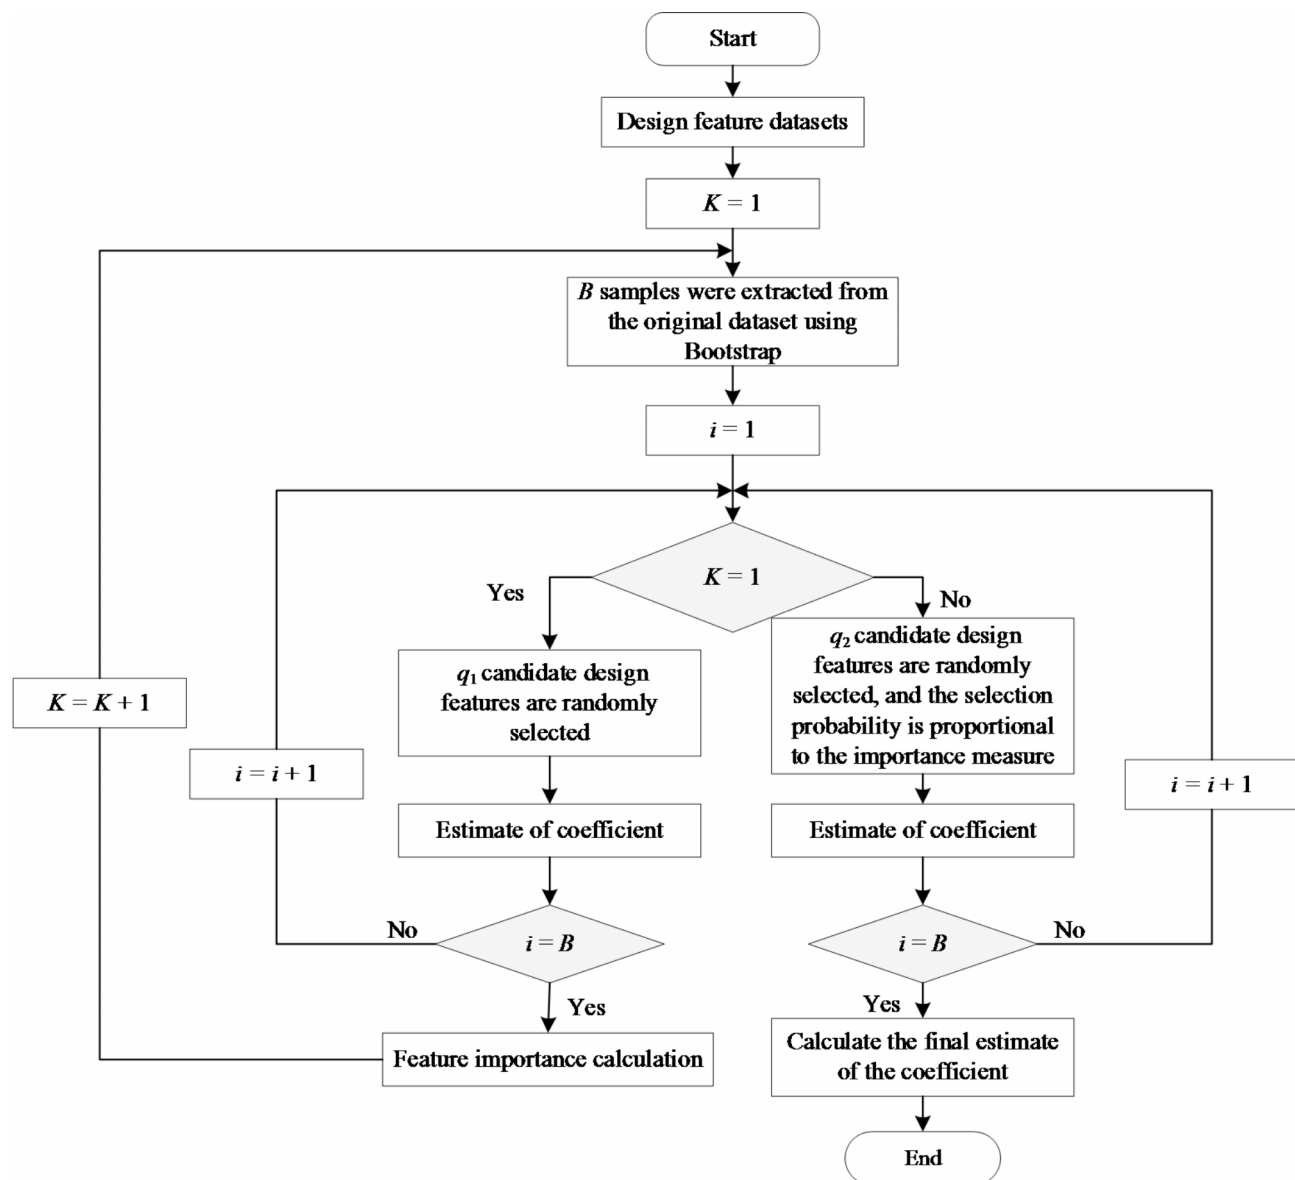 Start
Design feature datasets
K = 1
B samples were extracted from
the original dataset using
Bootstrap
i = 1
K = 1
Yes
No
q₁ candidate design
features are randomly
selected
q₂ candidate design
features are randomly
selected, and the selection
probability is proportional
to the importance measure
K = K + 1
i = i + 1
i = i + 1
Estimate of coefficient
Estimate of coefficient
No
i = B
i = B
No
Yes
Yes
Feature importance calculation
Calculate the final estimate
of the coefficient
End